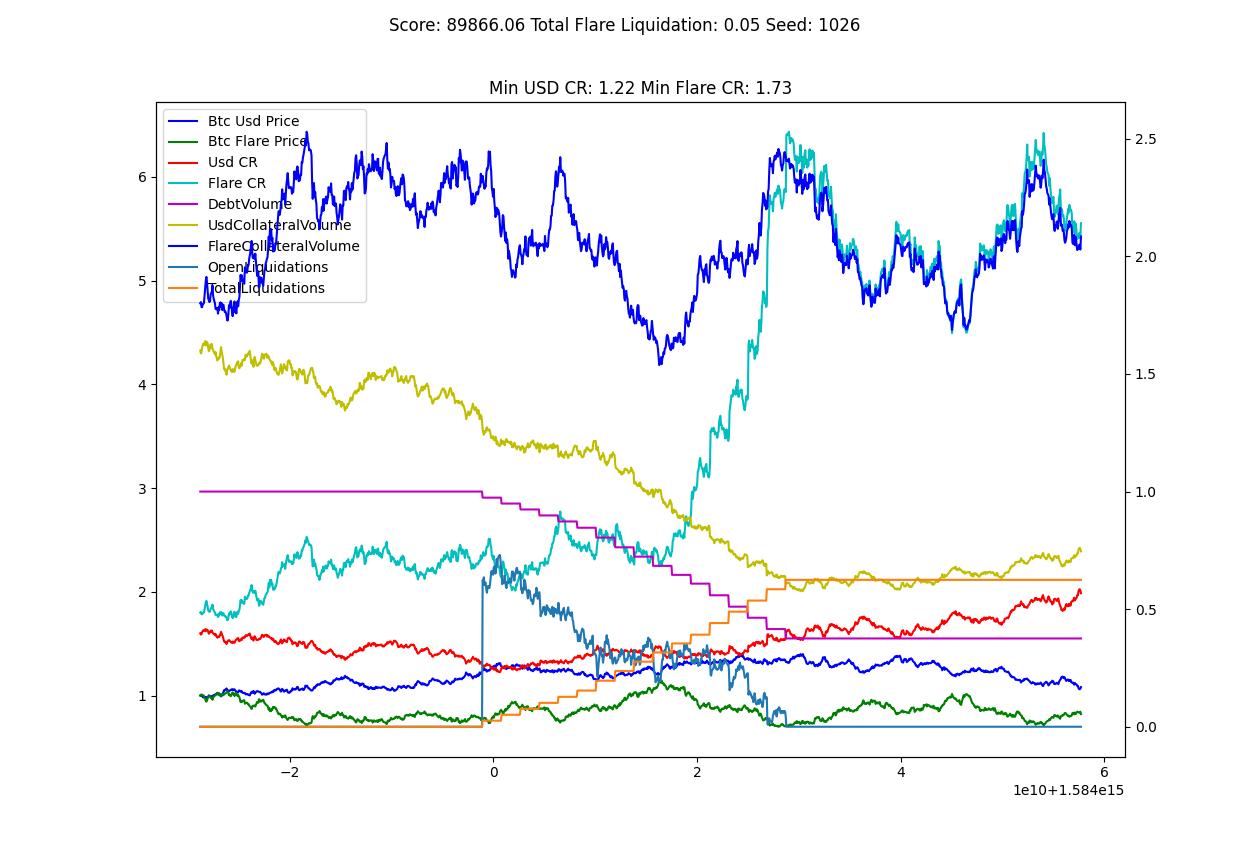 Score: 89866.06 Total Flare Liquidation: 0.05 Seed: 1026
Min USD CR: 1.22 Min Flare CR: 1.73
Btc Usd Price
Btc Flare Price
Usd CR
Flare CR
DebtVolume
UsdCollateralVolume
FlareCollateralVolume
OpenLiquidations
TotalLiquidations
6
5
4
3
2
1
2.5
2.0
1.5
1.0
0.5
0.0
−2
0
2
4
6
1e10+1.584e15